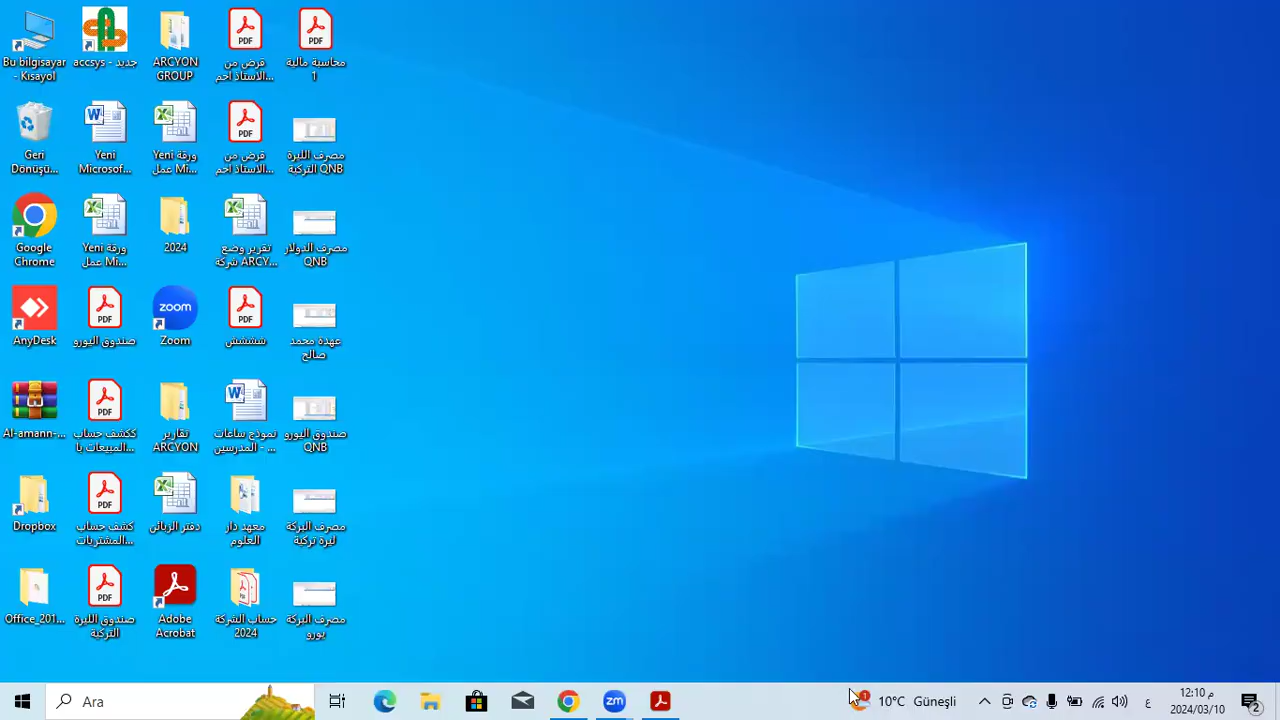 Bu bilgisayar
- Kısayol
accsys - جديد
ARCYON
GROUP
قرض من
الاستاذ احم...
محاسبة مالية
1
Geri
Dönüşü...
Yeni
Microsof...
Yeni ورقة
عمل Mi...
قرض من
الاستاذ احم...
مصرف الليرة
التركية QNB
Google
Chrome
Yeni ورقة
عمل Mi...
2024
تقرير وضع
شركة ARCY...
مصرف الدولار
QNB
AnyDesk
صندوق اليورو
Zoom
سششش
عهدة محمد
صالح
Al-amann-...
ككشف حساب
المبيعات با...
تقارير
ARCYON
نموذج ساعات
المدرسين - ...
صندوق اليورو
QNB
Dropbox
كشف حساب
المشتريات...
دفتر الزبائن
معهد دار
العلوم
مصرف البركة
ليرة تركية
Office_201...
صندوق الليرة
التركية
Adobe
Acrobat
حساب الشركة
2024
مصرف البركة
يورو
Ara
1
10°C Güneşli
ع
2:10 م
2024/03/10
2